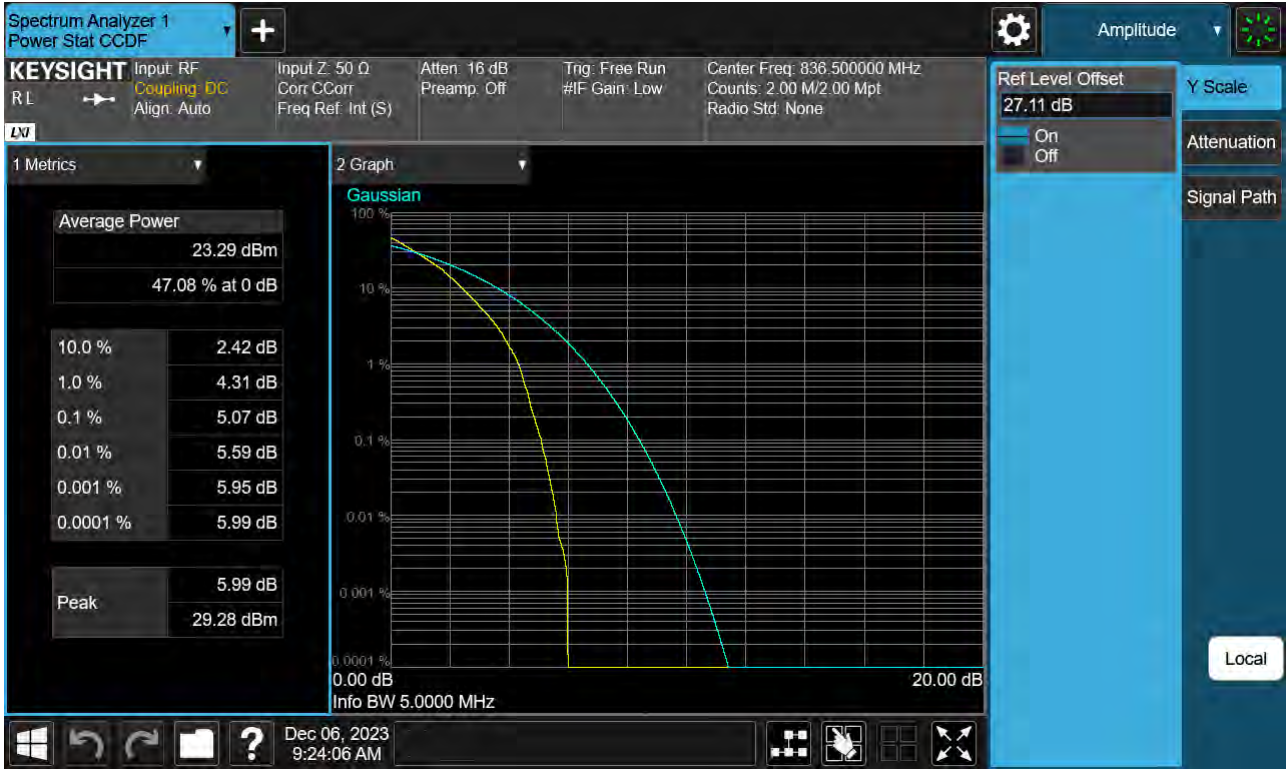 Spectrum Analyzer 1
Power Stat CCDF
Amplitude
KEYSIGHT
RL
LXI
Input: RF
Coupling: DC
Align: Auto
Input Z: 50 Ω
Corr CCorr
Freq Ref: Int (S)
Atten: 16 dB
Preamp: Off
Trig: Free Run
#IF Gain: Low
Center Freq: 836.500000 MHz
Counts: 2.00 M/2.00 Mpt
Radio Std: None
Ref Level Offset
27.11 dB
On
Off
Y Scale
Attenuation
Signal Path
Local
1 Metrics
Average Power
23.29 dBm
47.08 % at 0 dB
10.0 % 2.42 dB
1.0 % 4.31 dB
0.1 % 5.07 dB
0.01 % 5.59 dB
0.001 % 5.95 dB
0.0001 % 5.99 dB
Peak 5.99 dB
29.28 dBm
2 Graph
Gaussian
100 %
10 %
1 %
0.1 %
0.01 %
0.001 %
0.0001 %
0.00 dB 20.00 dB
Info BW 5.0000 MHz
?
Dec 06, 2023
9:24:06 AM